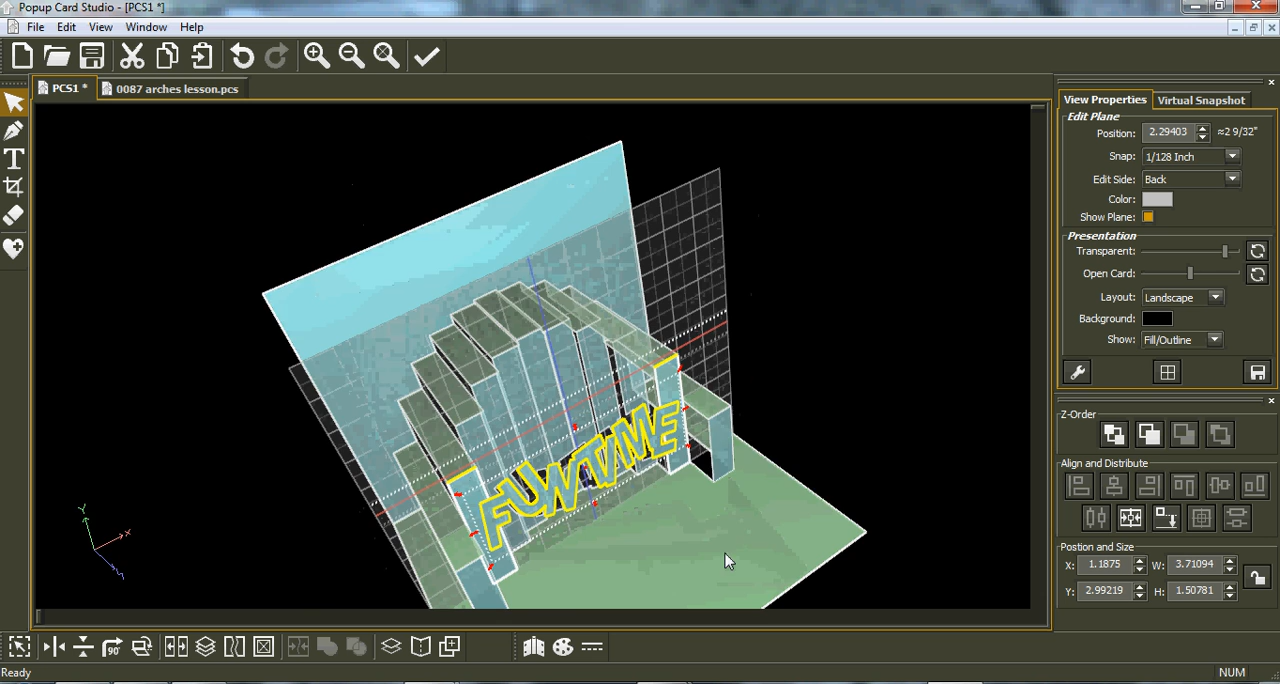 Popup Card Studio - [PCS1 *]
File Edit View Window Help
PCS1 * 0087 arches lesson.pcs
View Properties Virtual Snapshot
Edit Plane
Position: 2.29403 ≈2 9/32"
Snap: 1/128 Inch
Edit Side: Back
Color:
Show Plane:
Presentation
Transparent:
Open Card:
Layout: Landscape
Background:
Show: Fill/Outline
Z-Order
Align and Distribute
Postion and Size
X: 1.1875 W: 3.71094
Y: 2.99219 H: 1.50781
FUNTIME
Y
X
90°
Ready NUM